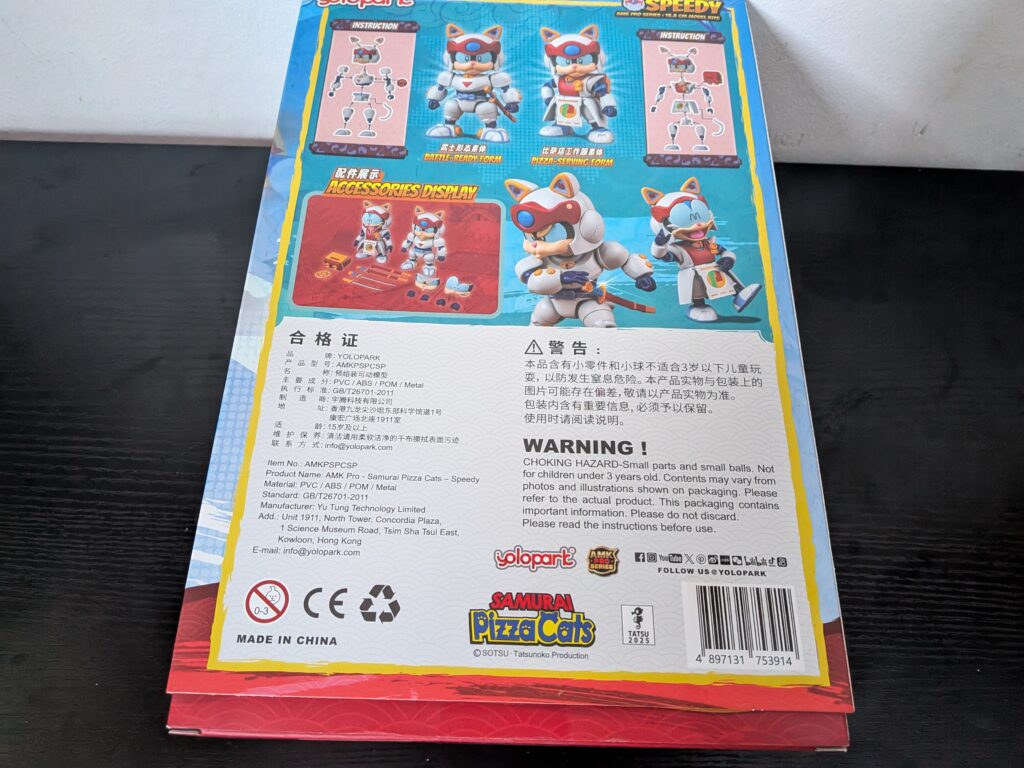 yolopark
SPEEDY
AMK PRO SERIES : 14.5 CM MODEL KITS
INSTRUCTION
INSTRUCTION
武士形态素体
BATTLE-READY FORM
比萨店工作服素体
PIZZA-SERVING FORM
配件展示
ACCESSORIES DISPLAY
合格证
品牌: YOLOPARK
产品型号: AMKPSPCSP
名称: 预组装可动模型
主要成分: PVC / ABS / POM / Metal
执行标准: GB/T26701-2011
制造商: 宇腾科技有限公司
地址: 香港九龙尖沙咀东部科学馆道1号
康宏广场北座1911室
适龄: 15岁及以上
维护保养: 清洁请用柔软洁净的干布擦拭表面污迹
联系方式: info@yolopark.com
Item No.: AMKPSPCSP
Product Name: AMK Pro - Samurai Pizza Cats – Speedy
Material: PVC / ABS / POM / Metal
Standard: GB/T26701-2011
Manufacturer: Yu Tung Technology Limited
Add.: Unit 1911, North Tower, Concordia Plaza,
1 Science Museum Road, Tsim Sha Tsui East,
Kowloon, Hong Kong
E-mail: info@yolopark.com
警告:
本品含有小零件和小球不适合3岁以下儿童玩
耍,以防发生窒息危险。本产品实物与包装上的
图片可能存在偏差,敬请以产品实物为准。
包装内含有重要信息,必须予以保留。
使用时请阅读说明。
WARNING !
CHOKING HAZARD-Small parts and small balls. Not
for children under 3 years old. Contents may vary from
photos and illustrations shown on packaging. Please
refer to the actual product. This packaging contains
important information. Please do not discard.
Please read the instructions before use.
yolopark
AMK PRO SERIES
YouTube
bilibili
FOLLOW US @ YOLOPARK
0-3
CE
MADE IN CHINA
SAMURAI
Pizza Cats
© SOTSU · Tatsunoko Production
TATSU
2025
4 897131 753914